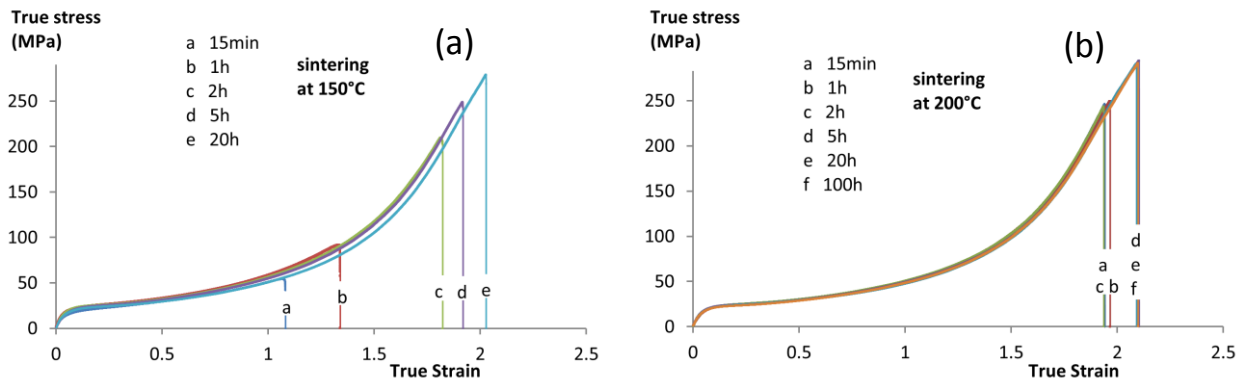 True stress
(MPa)
(a)
a 15min
b 1h
c 2h
d 5h
e 20h
sintering
at 150°C
250
200
150
100
50
0
a
b
c
d
e
0
0.5
1
1.5
2
2.5
True Strain
True stress
(MPa)
(b)
a 15min
b 1h
c 2h
d 5h
e 20h
f 100h
sintering
at 200°C
250
200
150
100
50
0
d
a e
c b f
0
0.5
1
1.5
2
2.5
True Strain